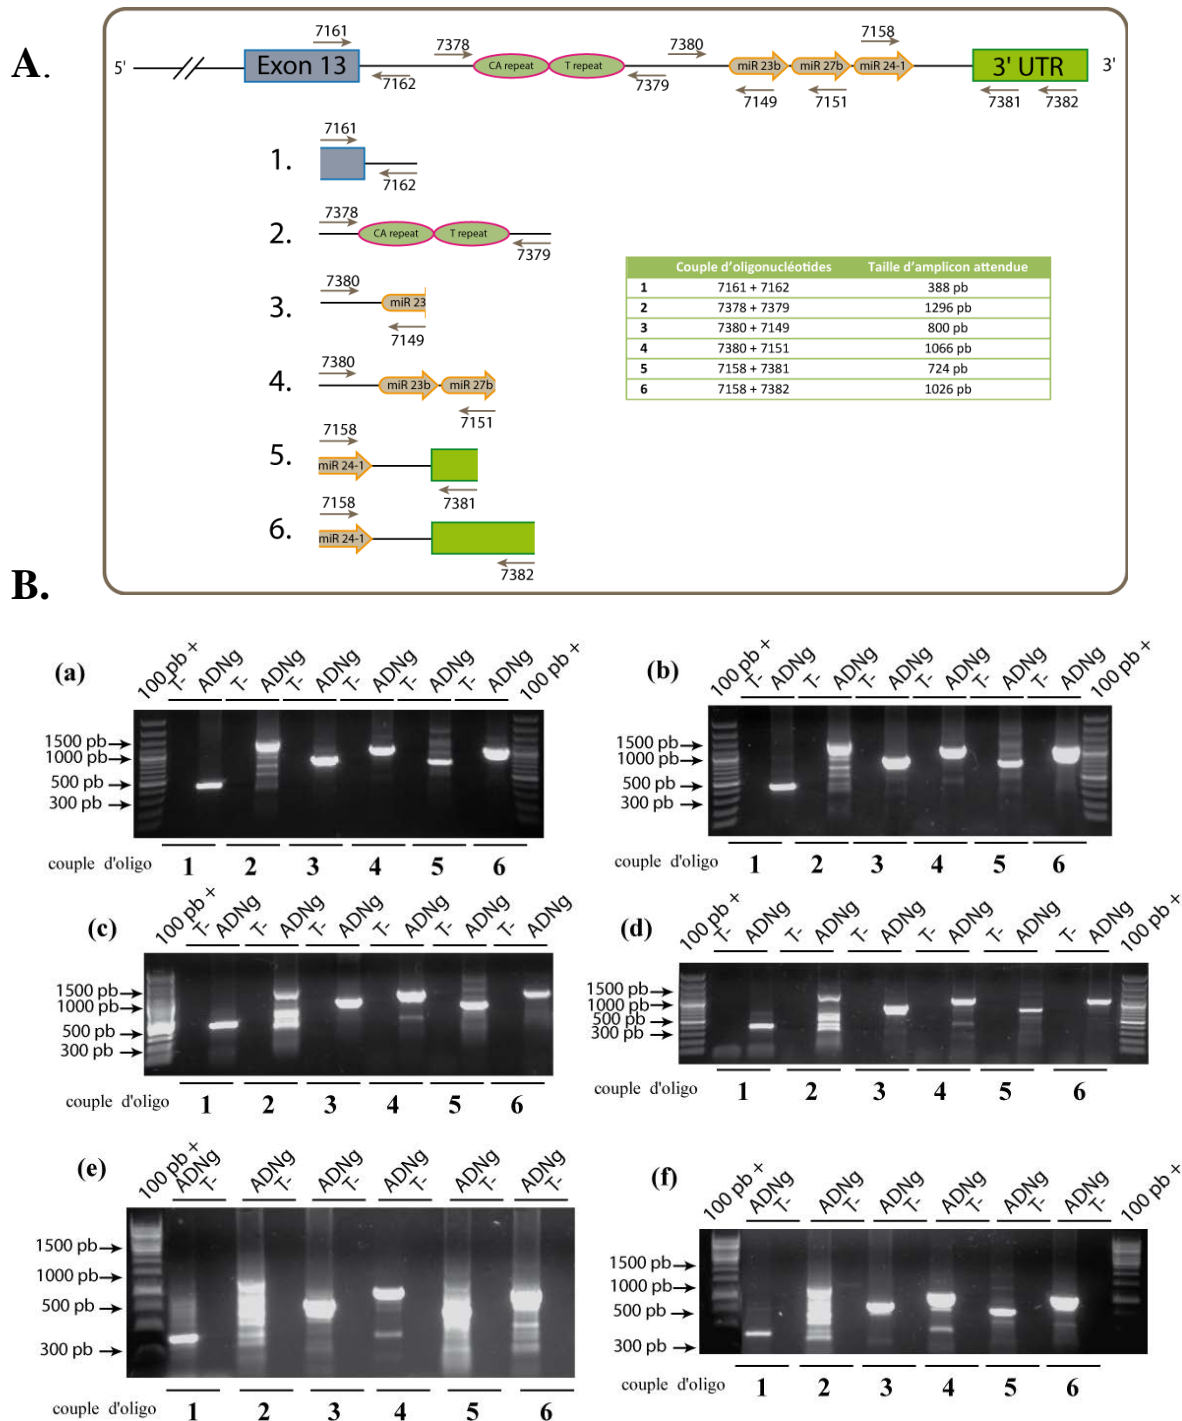 A.
7161
7378
7380
7158
5'
Exon 13
CA repeat
T repeat
miR 23b
miR 27b
miR 24-1
3' UTR
3'
7162
7379
7149
7151
7381
7382
1.
7161
7162
2.
7378
CA repeat
T repeat
7379
3.
7380
miR 23
7149
4.
7380
miR 23b
miR 27b
7151
5.
7158
miR 24-1
7381
6.
7158
miR 24-1
7382
Couple d'oligonucléotides Taille d'amplicon attendue
1 7161 + 7162 388 pb
2 7378 + 7379 1296 pb
3 7380 + 7149 800 pb
4 7380 + 7151 1066 pb
5 7158 + 7381 724 pb
6 7158 + 7382 1026 pb
B.
(a)
100 pb + T- ADNg T- ADNg T- ADNg T- ADNg T- ADNg T- ADNg 100 pb +
1500 pb
1000 pb
500 pb
300 pb
couple d'oligo 1 2 3 4 5 6
(b)
100 pb + T- ADNg T- ADNg T- ADNg T- ADNg T- ADNg T- ADNg 100 pb +
1500 pb
1000 pb
500 pb
300 pb
couple d'oligo 1 2 3 4 5 6
(c)
100 pb + T- ADNg T- ADNg T- ADNg T- ADNg T- ADNg T- ADNg
1500 pb
1000 pb
500 pb
300 pb
couple d'oligo 1 2 3 4 5 6
(d)
100 pb + T- ADNg T- ADNg T- ADNg T- ADNg T- ADNg T- ADNg 100 pb +
1500 pb
1000 pb
500 pb
300 pb
couple d'oligo 1 2 3 4 5 6
(e)
100 pb + ADNg T- ADNg T- ADNg T- ADNg T- ADNg T- ADNg T-
1500 pb
1000 pb
500 pb
300 pb
couple d'oligo 1 2 3 4 5 6
(f)
100 pb + ADNg T- ADNg T- ADNg T- ADNg T- ADNg T- ADNg T- 100 pb +
1500 pb
1000 pb
500 pb
300 pb
couple d'oligo 1 2 3 4 5 6